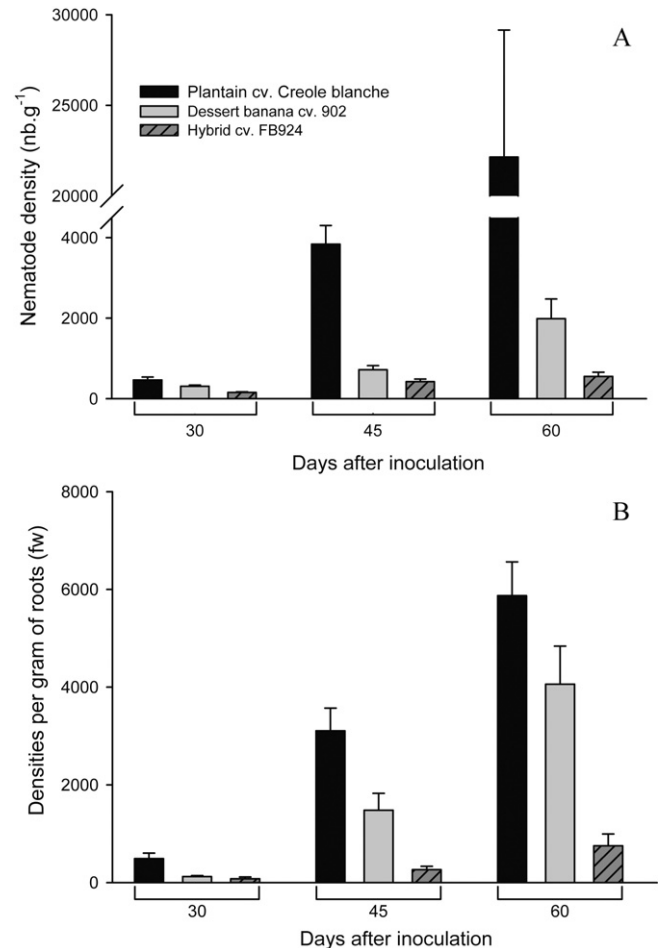 A
30000
25000
20000
4000
2000
0
Nematode density (nb.g⁻¹)
Plantain cv. Creole blanche
Dessert banana cv. 902
Hybrid cv. FB924
30
45
60
Days after inoculation
B
8000
6000
4000
2000
0
Densities per gram of roots (fw)
30
45
60
Days after inoculation